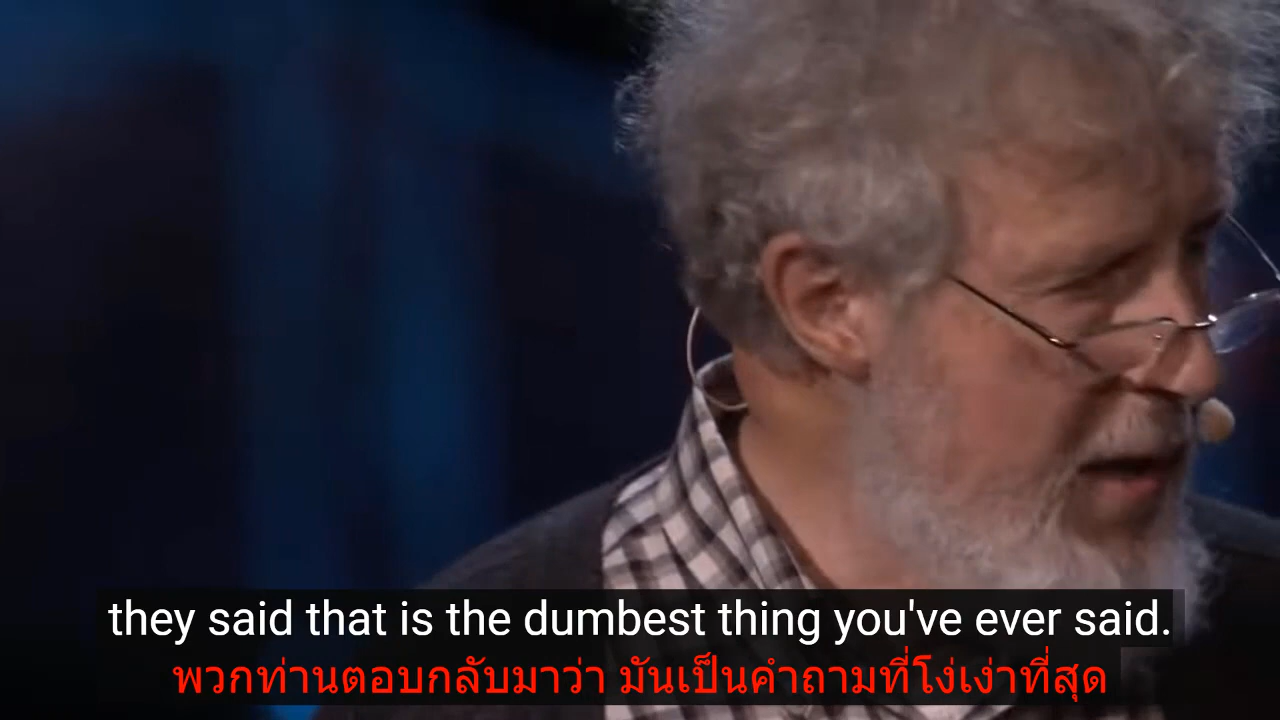 they said that is the dumbest thing you've ever said.
พวกท่านตอบกลับมาว่า มันเป็นคำถามที่โง่เง่าที่สุด